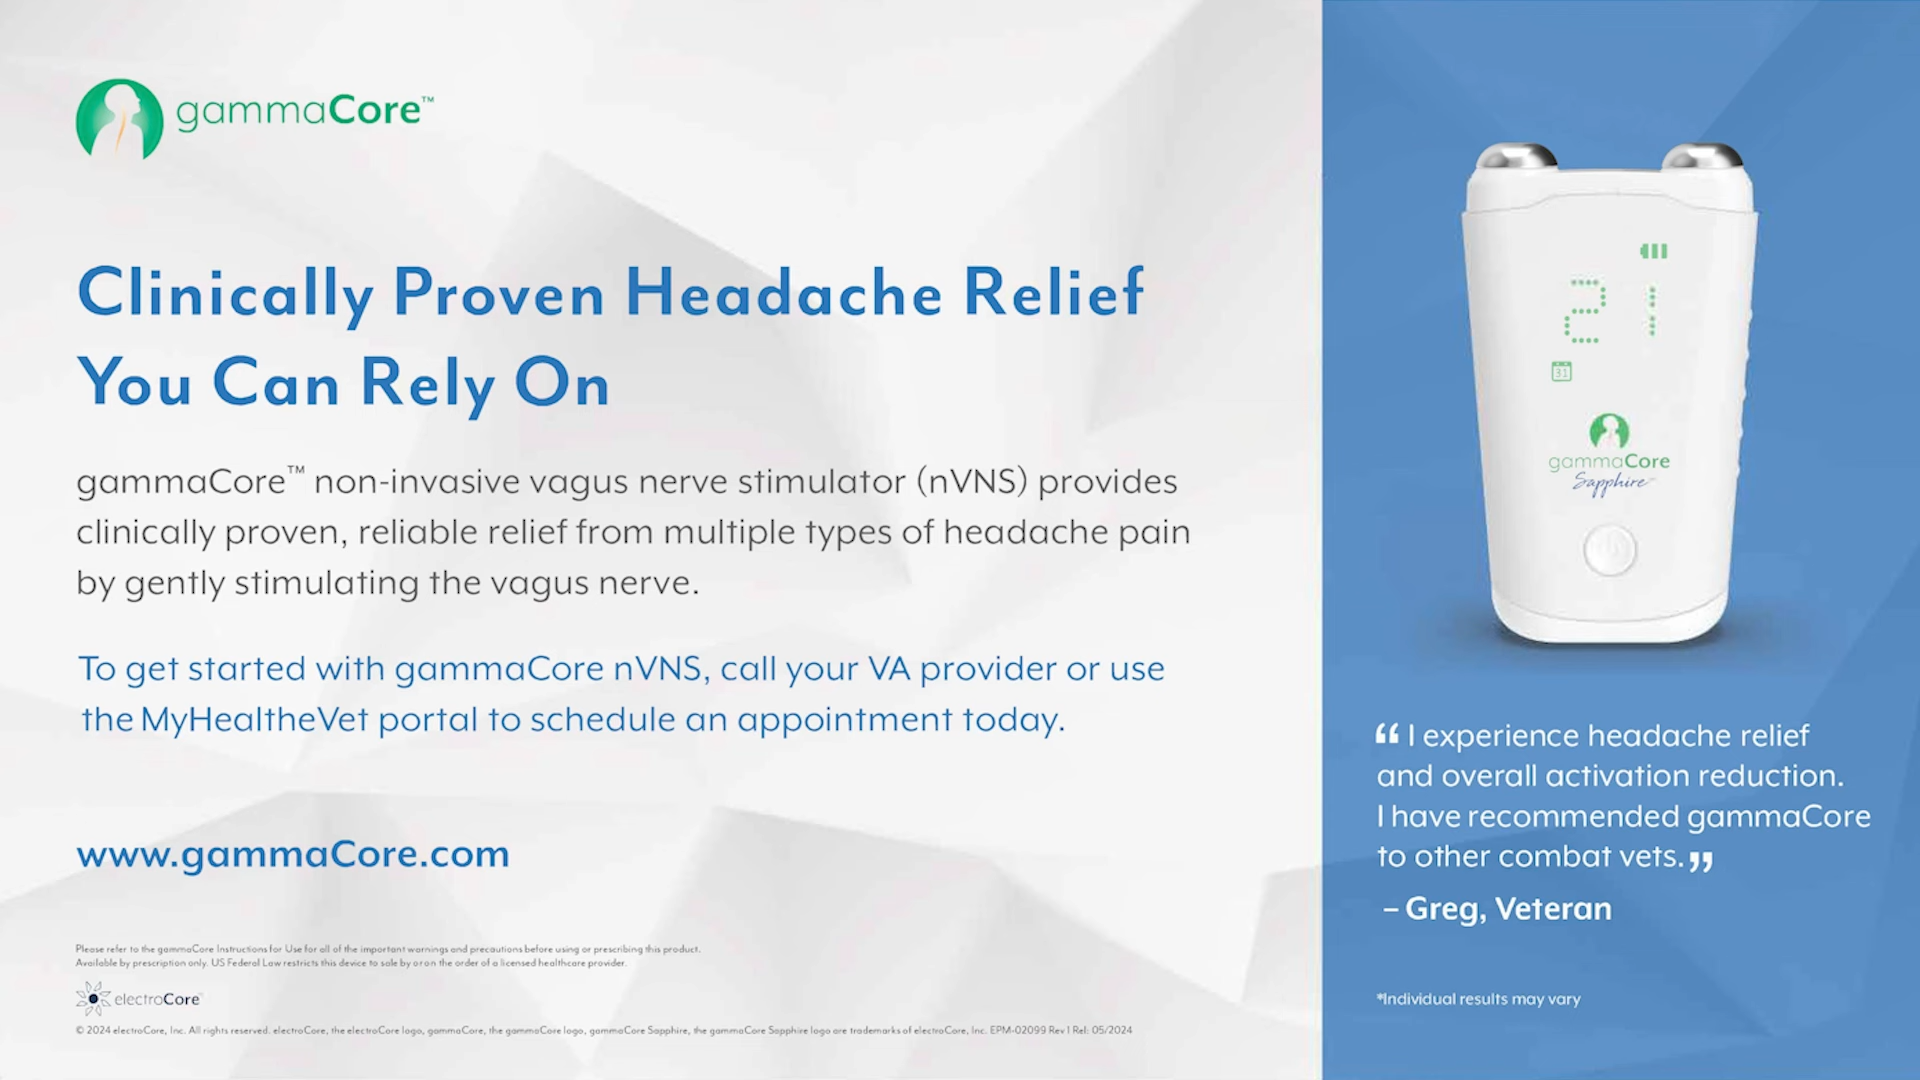 gammaCore™
Clinically Proven Headache Relief
You Can Rely On
gammaCore™ non-invasive vagus nerve stimulator (nVNS) provides
clinically proven, reliable relief from multiple types of headache pain
by gently stimulating the vagus nerve.
To get started with gammaCore nVNS, call your VA provider or use
the MyHealtheVet portal to schedule an appointment today.
www.gammaCore.com
Please refer to the gammaCore Instructions for Use for all of the important warnings and precautions before using or prescribing this product.
Available by prescription only. US Federal Law restricts this device to sale by or on the order of a licensed healthcare provider.
electroCore™
© 2024 electroCore, Inc. All rights reserved. electroCore, the electroCore logo, gammaCore, the gammaCore logo, gammaCore Sapphire, the gammaCore Sapphire logo are trademarks of electroCore, Inc. EPM-02099 Rev 1 Rel: 05/2024
21
31
gammaCore
Sapphire™
“I experience headache relief
and overall activation reduction.
I have recommended gammaCore
to other combat vets.”
– Greg, Veteran
*Individual results may vary